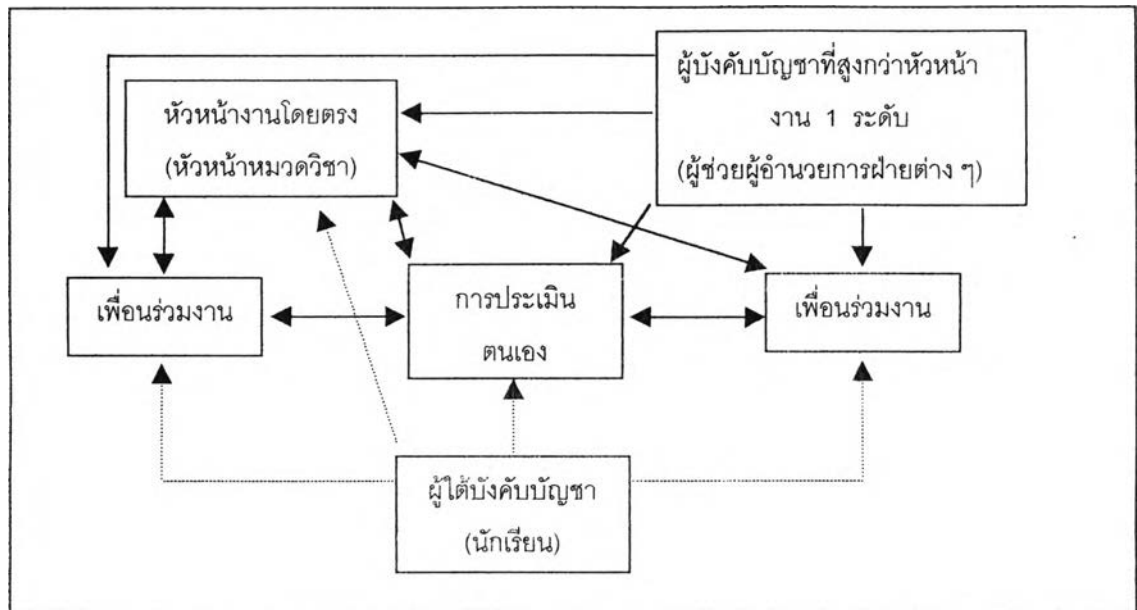 ผู้บังคับบัญชาที่สูงกว่าหัวหน้า
งาน 1 ระดับ
(ผู้ช่วยผู้อำนวยการฝ่ายต่าง ๆ)
หัวหน้างานโดยตรง
(หัวหน้าหมวดวิชา)
เพื่อนร่วมงาน
การประเมิน
ตนเอง
เพื่อนร่วมงาน
ผู้ใต้บังคับบัญชา
(นักเรียน)